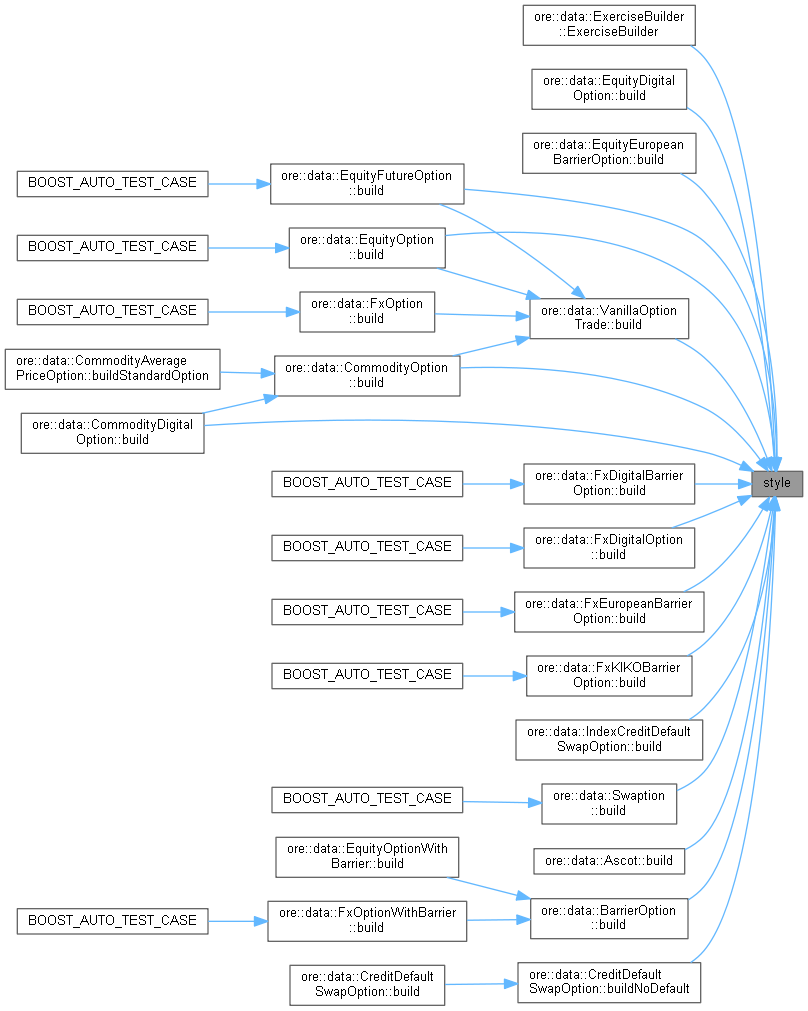 ore::data::ExerciseBuilder
::ExerciseBuilder
ore::data::EquityDigital
Option::build
ore::data::EquityEuropean
BarrierOption::build
BOOST_AUTO_TEST_CASE
ore::data::EquityFutureOption
::build
BOOST_AUTO_TEST_CASE
ore::data::EquityOption
::build
BOOST_AUTO_TEST_CASE
ore::data::FxOption
::build
ore::data::VanillaOption
Trade::build
ore::data::CommodityAverage
PriceOption::buildStandardOption
ore::data::CommodityOption
::build
ore::data::CommodityDigital
Option::build
style
BOOST_AUTO_TEST_CASE
ore::data::FxDigitalBarrier
Option::build
BOOST_AUTO_TEST_CASE
ore::data::FxDigitalOption
::build
BOOST_AUTO_TEST_CASE
ore::data::FxEuropeanBarrier
Option::build
BOOST_AUTO_TEST_CASE
ore::data::FxKIKOBarrier
Option::build
ore::data::IndexCreditDefault
SwapOption::build
BOOST_AUTO_TEST_CASE
ore::data::Swaption
::build
ore::data::Ascot::build
ore::data::EquityOptionWith
Barrier::build
BOOST_AUTO_TEST_CASE
ore::data::FxOptionWithBarrier
::build
ore::data::BarrierOption
::build
ore::data::CreditDefault
SwapOption::build
ore::data::CreditDefault
SwapOption::buildNoDefault